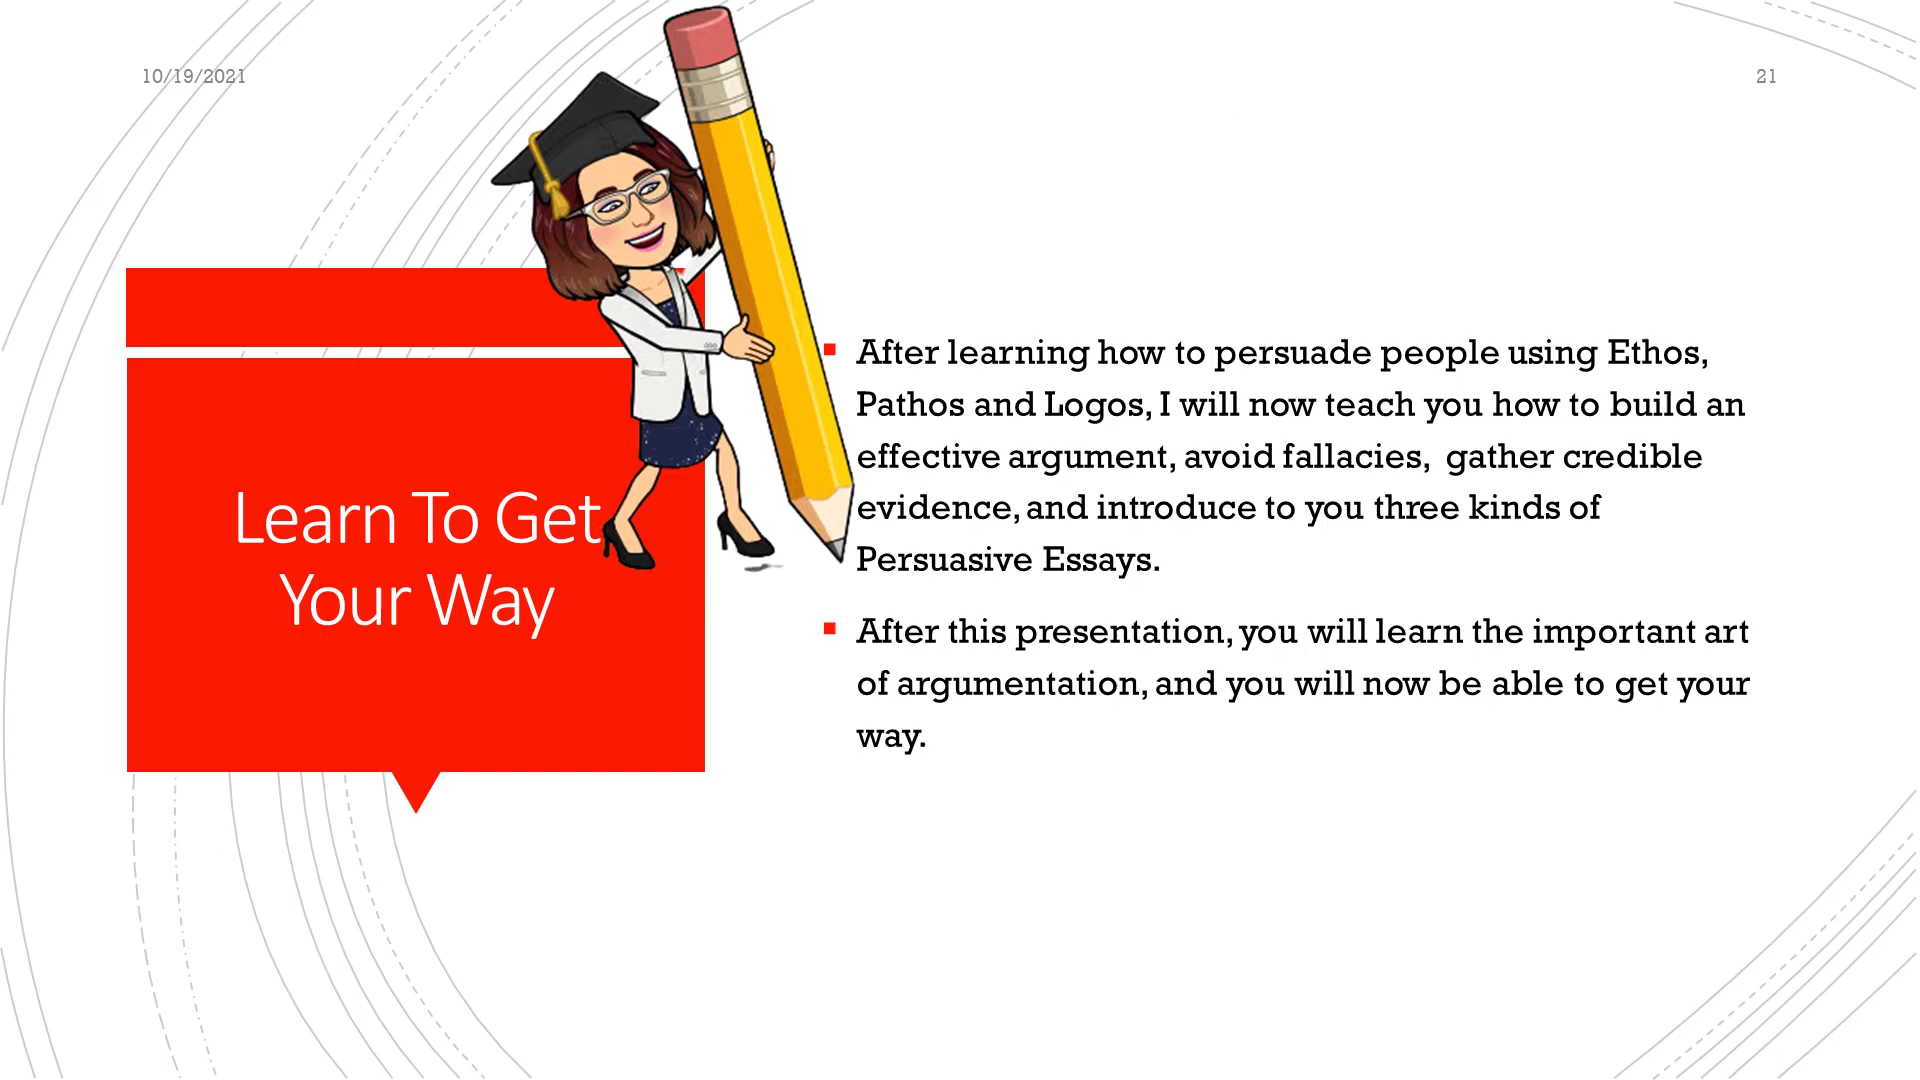 10/19/2021
21
Learn To Get
Your Way
After learning how to persuade people using Ethos,
Pathos and Logos, I will now teach you how to build an
effective argument, avoid fallacies,  gather credible
evidence, and introduce to you three kinds of
Persuasive Essays.
After this presentation, you will learn the important art
of argumentation, and you will now be able to get your
way.